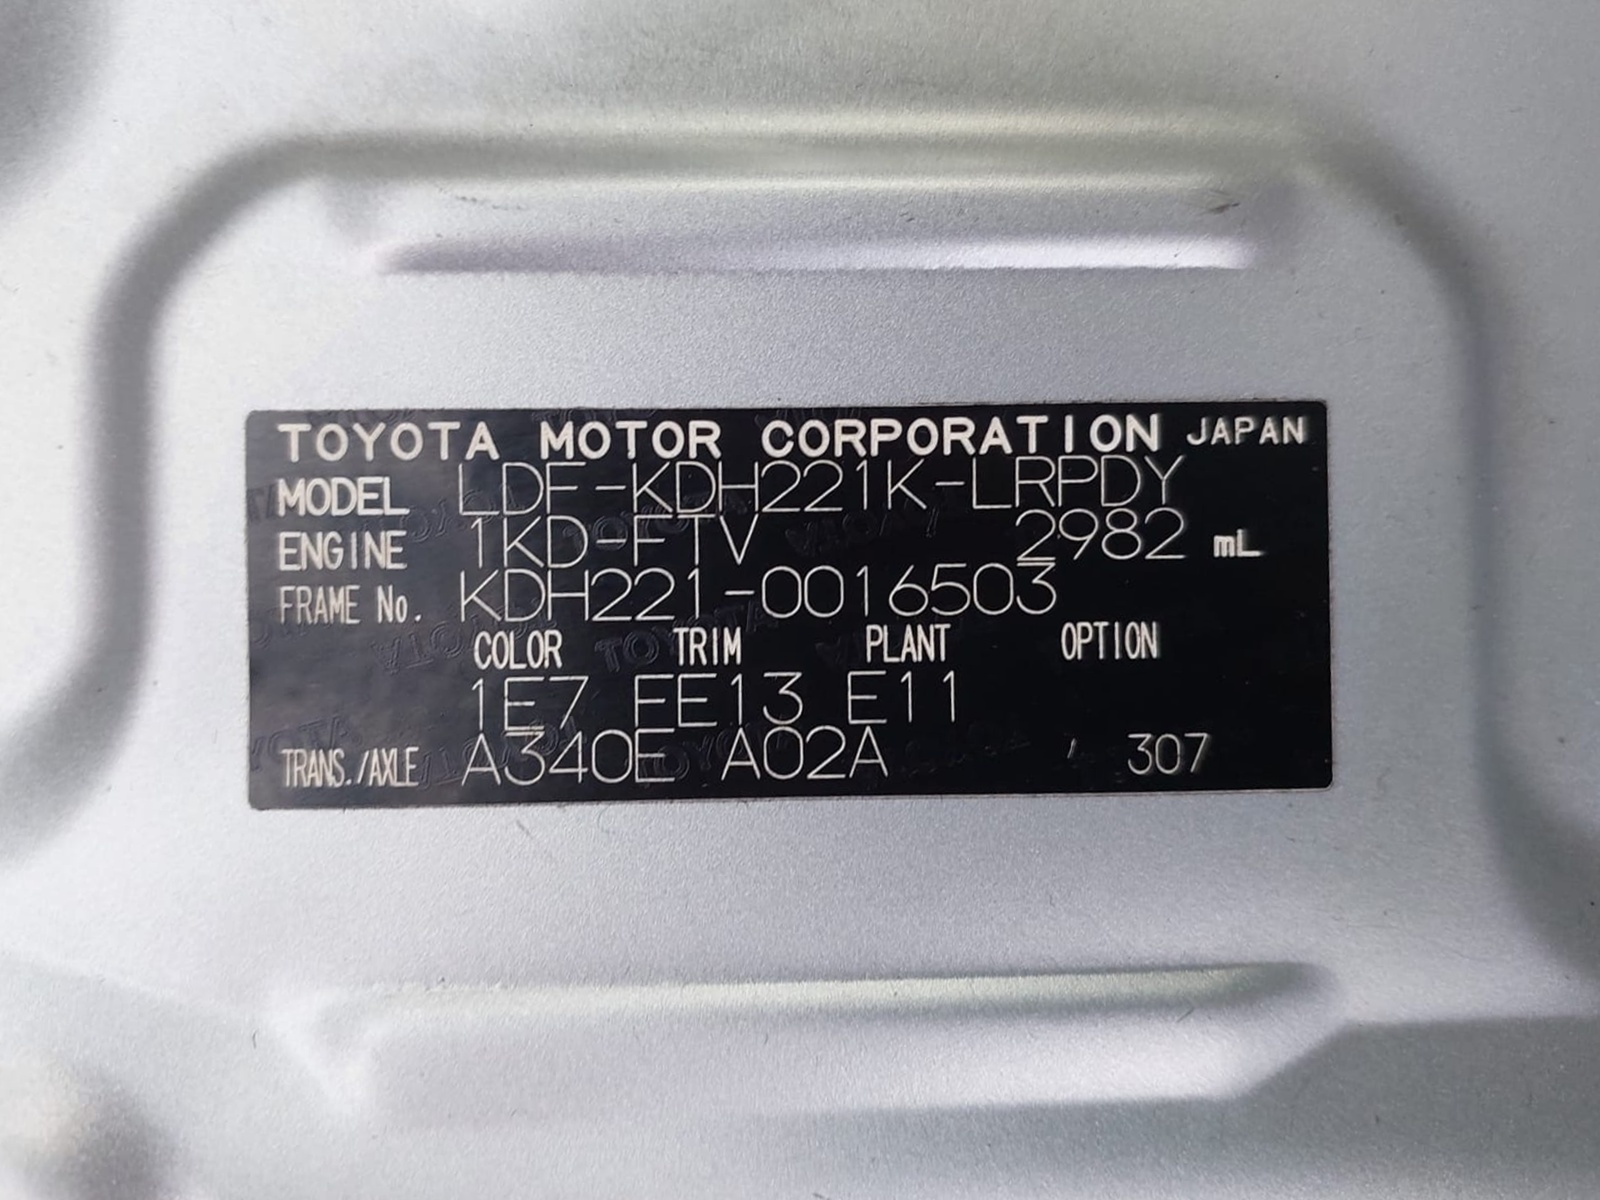 TOYOTA MOTOR CORPORATION JAPAN
MODEL LDF-KDH221K-LRPDY
ENGINE 1KD-FTV 2982 mL
FRAME No. KDH221-0016503
COLOR TRIM PLANT OPTION
1E7 FE13 E11
TRANS./AXLE A340E A02A 307